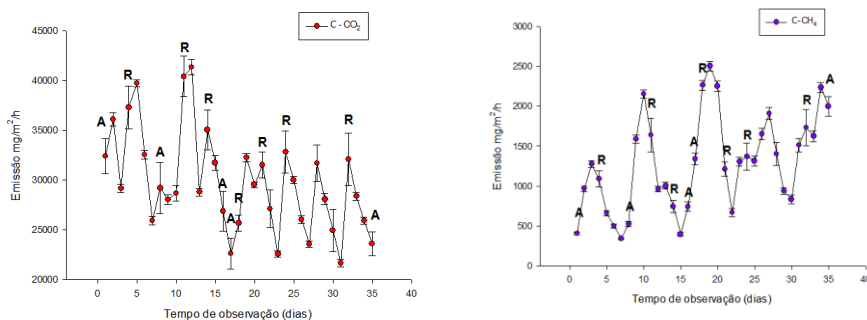 C - CO₂
Emissão mg/m²/h
45000
40000
35000
30000
25000
20000
A
R
A
R
R
A
A
R
R
R
R
A
0
5
10
15
20
25
30
35
40
Tempo de observação (dias)
C-CH₄
Emissão mg/m²/h
3000
2500
2000
1500
1000
500
0
A
R
A
R
R
A
A
R
R
R
R
A
0
5
10
15
20
25
30
35
40
Tempo de observação (dias)